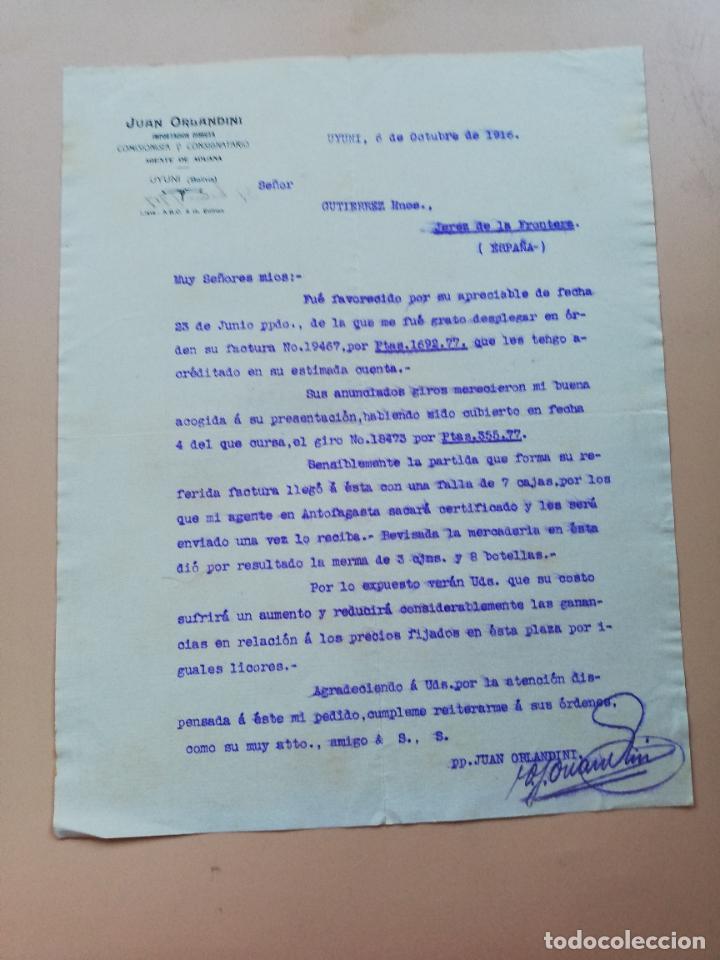 JUAN ORLANDINI
IMPORTADOR DIRECTO
COMISIONISTA Y CONSIGNATARIO
AGENTE DE ADUANA
UYUNI (Bolivia)
A.B.C. 5 th. Edition
UYUNI, 6 de Octubre de 1916.
Señor
GUTIERREZ Hnos.,
Jerez de la Frontera.
( ESPAÑA-)
Muy Señores mios:-
Fué favorecido por su apreciable de fecha
23 de Junio ppdo., de la que me fué grato desplegar en ór-
den su factura No.19467,por Ptas.1692.77, que les tengo a-
créditado en su estimada cuenta.-
Sus anunciados giros merecieron mi buena
acogida á su presentación,habiendo sido cubierto en fecha
4 del que cursa,el giro No.18473 por Ptas.355.77.
Sensiblemente la partida que forma su re-
ferida factura llegó á ésta con una falla de 7 cajas,por los
que mi agente en Antofagasta sacará certificado y les será
enviado una vez lo reciba.- Revisada la mercaderia en ésta
dió por resultado la merma de 3 cjns. y 8 botellas.-
Por lo expuesto verán Uds. que su costo
sufrirá un aumento y reducirá considerablemente las ganan-
cias en relación á los precios fijados en ésta plaza por i-
guales licores.-
Agradeciendo á Uds.por la atención dis-
pensada á éste mi pedido,cumpleme reiterarme á sus órdenes,
como su muy atto., amigo & S., S.
pp.JUAN ORLANDINI.
todocoleccion